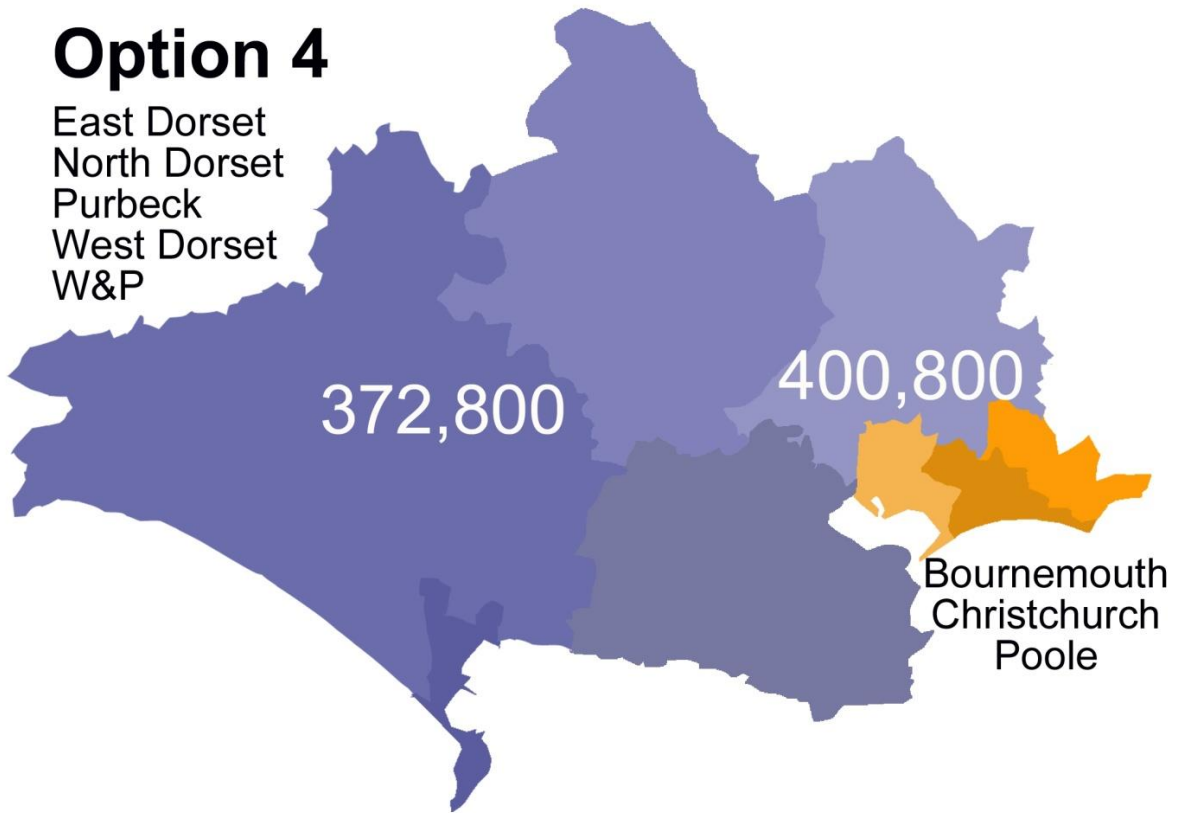 Option 4
East Dorset
North Dorset
Purbeck
West Dorset
W&P
372,800
400,800
Bournemouth
Christchurch
Poole